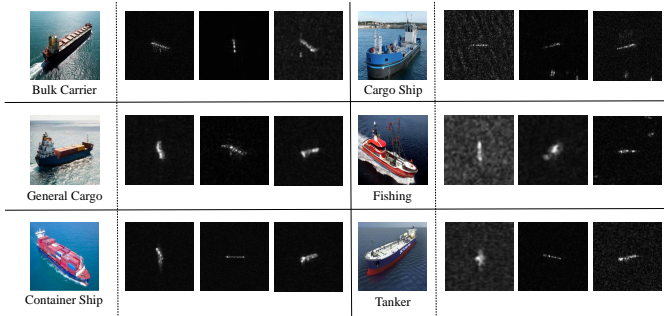 Bulk Carrier
Cargo Ship
General Cargo
Fishing
Container Ship
Tanker